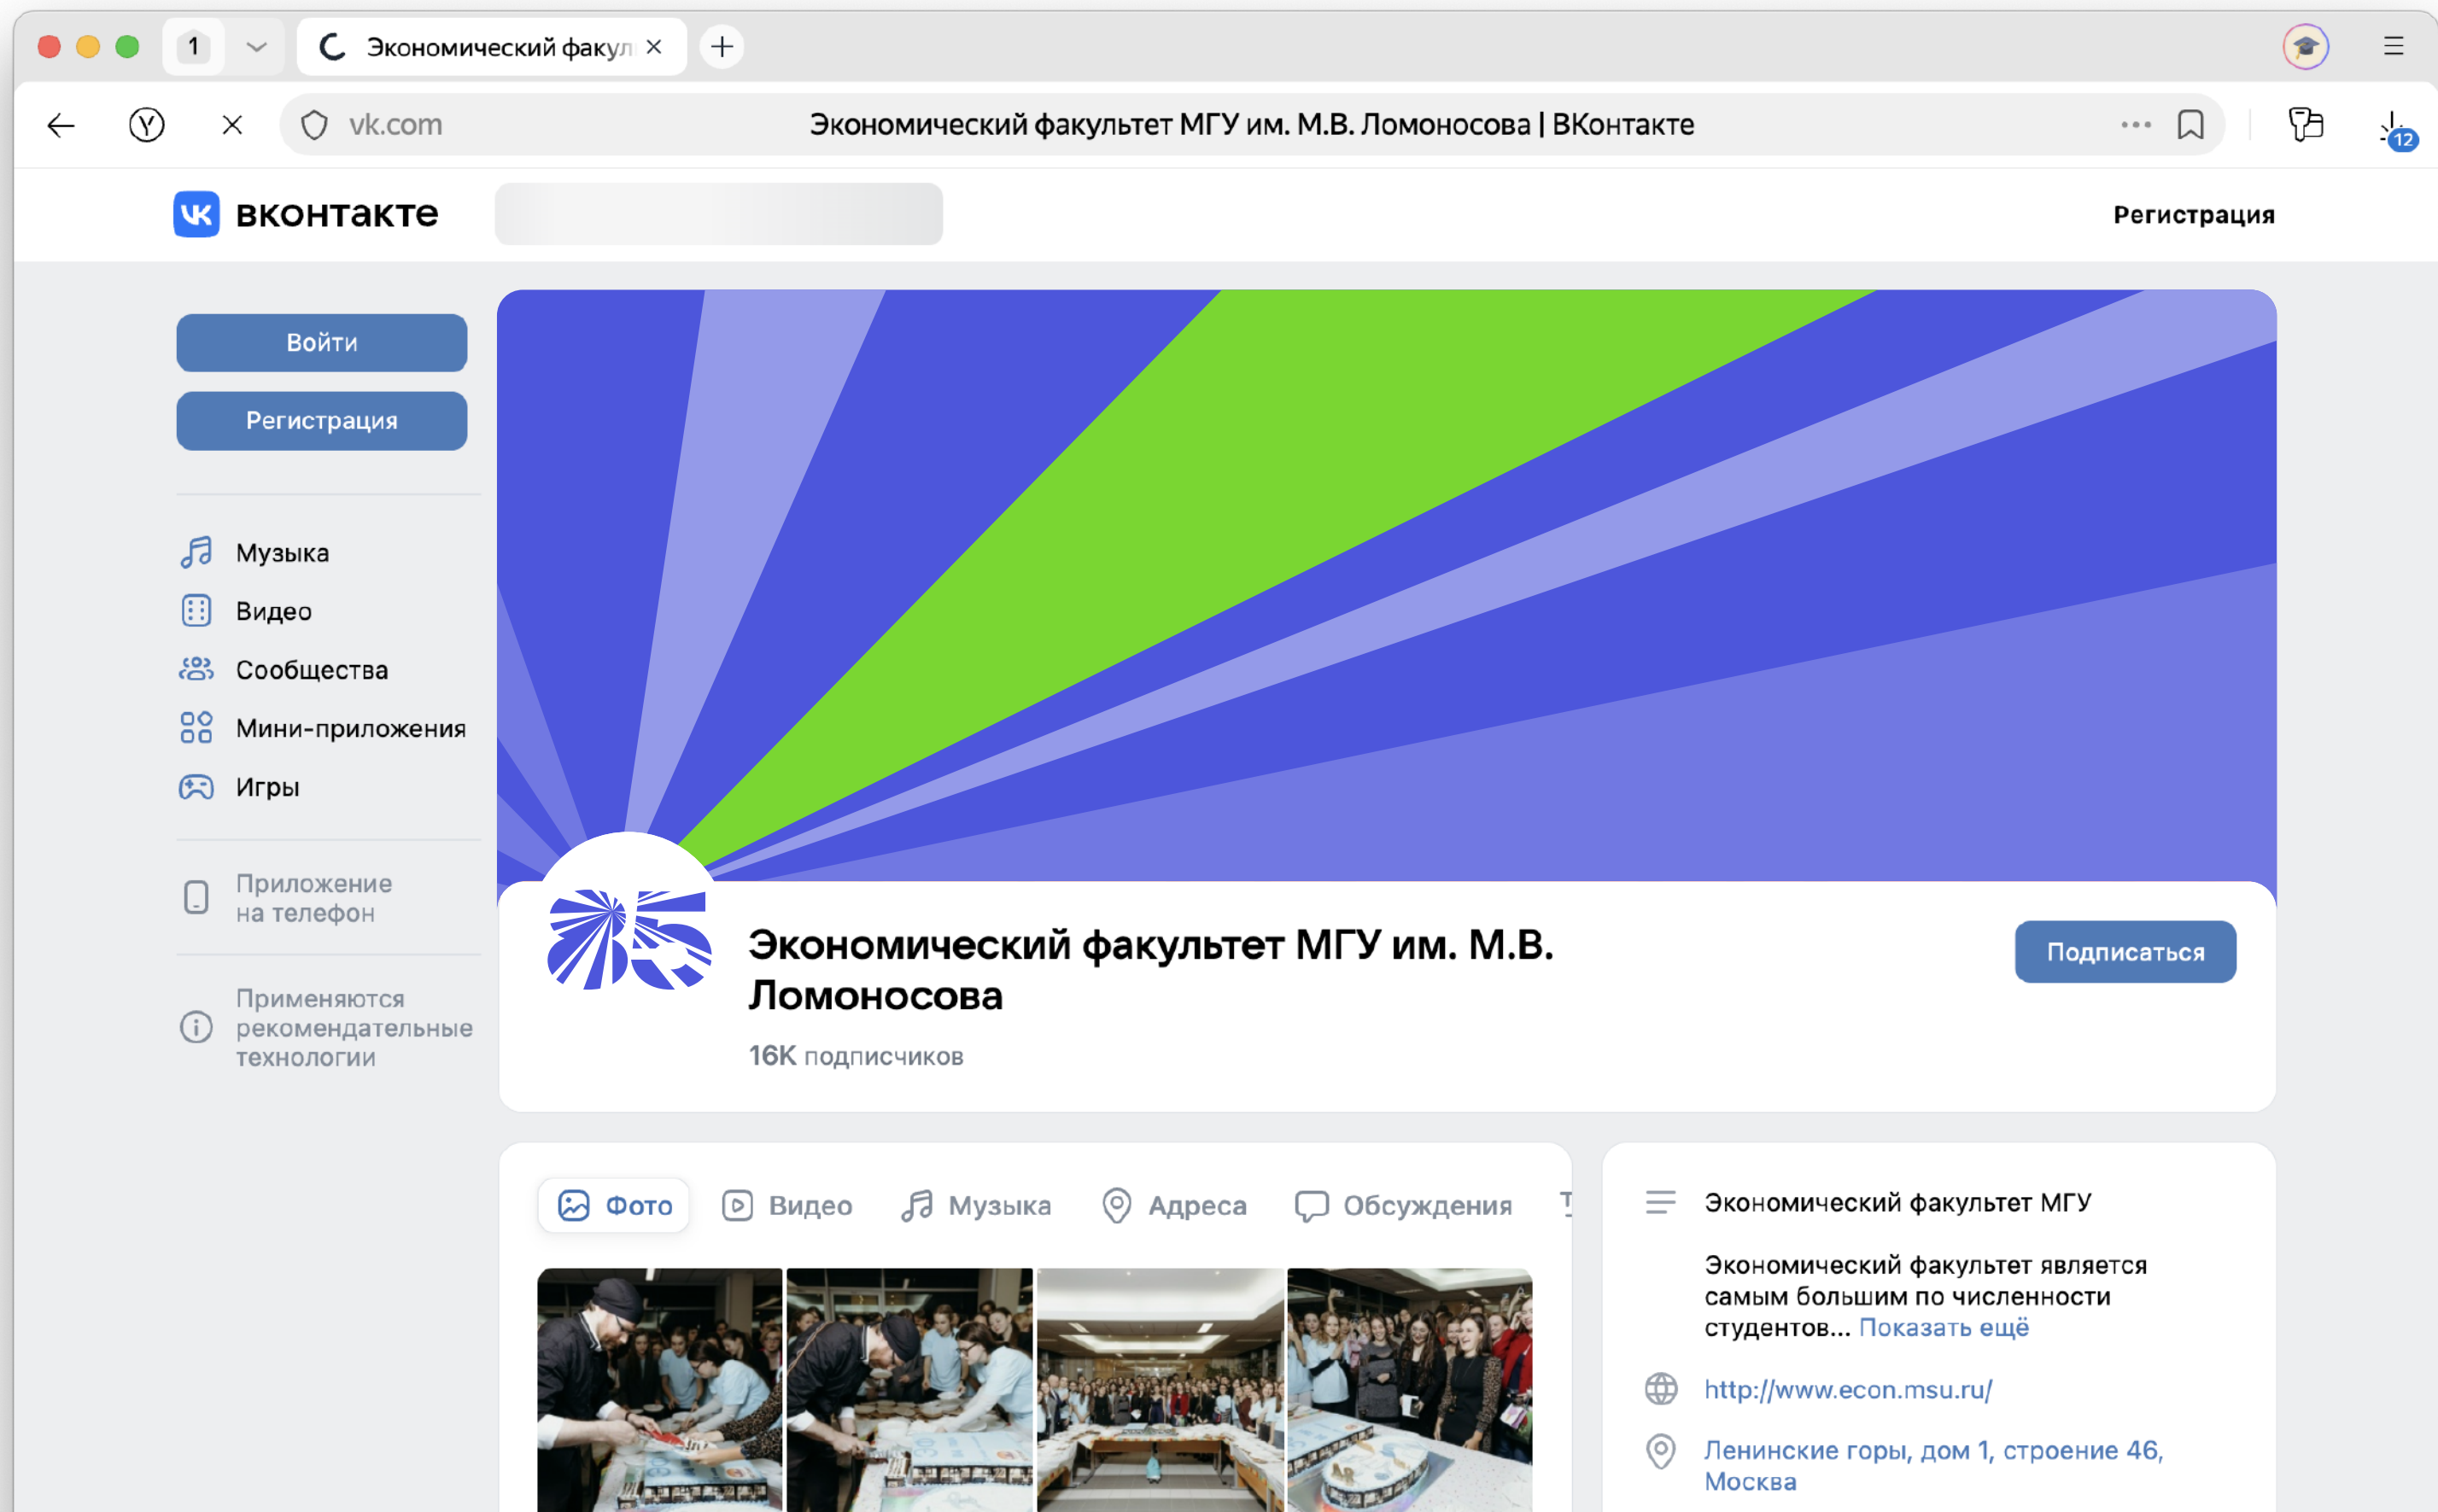 1
Экономический факул
vk.com
Экономический факультет МГУ им. М.В. Ломоносова | ВКонтакте
12
вконтакте
Регистрация
Войти
Регистрация
Музыка
Видео
Сообщества
Мини-приложения
Игры
Приложение
на телефон
Применяются
рекомендательные
технологии
85
Экономический факультет МГУ им. М.В.
Ломоносова
16K подписчиков
Подписаться
Фото
Видео
Музыка
Адреса
Обсуждения
Экономический факультет МГУ
Экономический факультет является
самым большим по численности
студентов... Показать ещё
http://www.econ.msu.ru/
Ленинские горы, дом 1, строение 46,
Москва